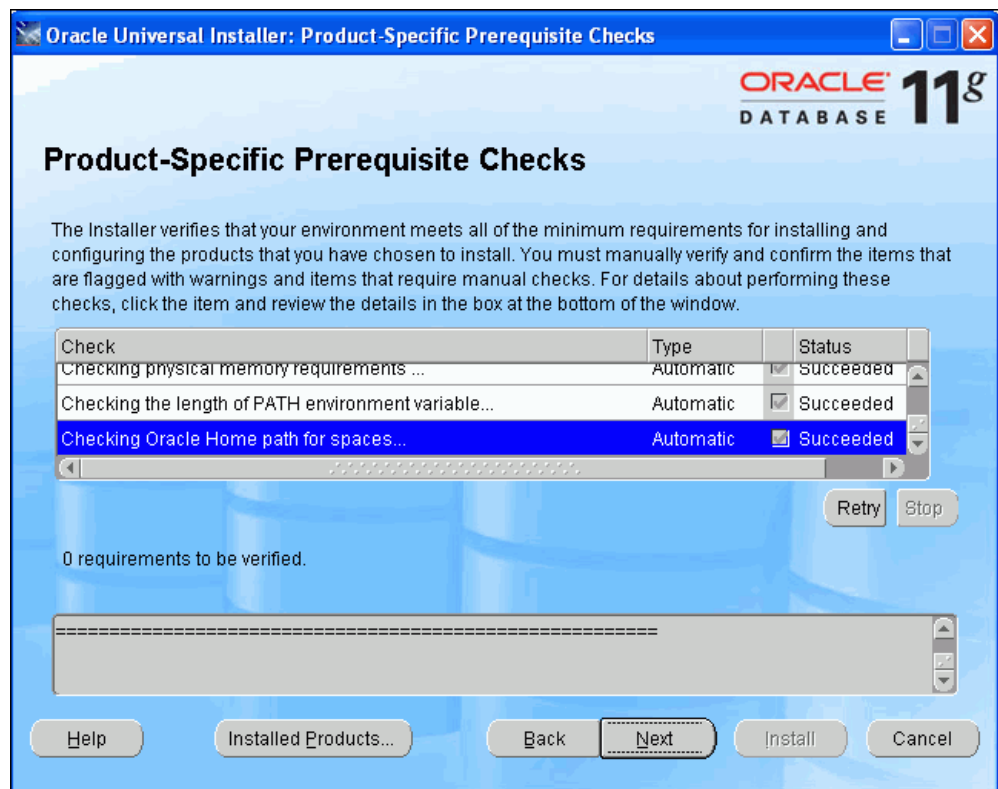 Oracle Universal Installer: Product-Specific Prerequisite Checks
ORACLE 11g
DATABASE
Product-Specific Prerequisite Checks
The Installer verifies that your environment meets all of the minimum requirements for installing and
configuring the products that you have chosen to install. You must manually verify and confirm the items that
are flagged with warnings and items that require manual checks. For details about performing these
checks, click the item and review the details in the box at the bottom of the window.
Check Type Status
Checking physical memory requirements ... Automatic Succeeded
Checking the length of PATH environment variable... Automatic Succeeded
Checking Oracle Home path for spaces... Automatic Succeeded
Retry Stop
0 requirements to be verified.
========================================================
Help Installed Products... Back Next Install Cancel